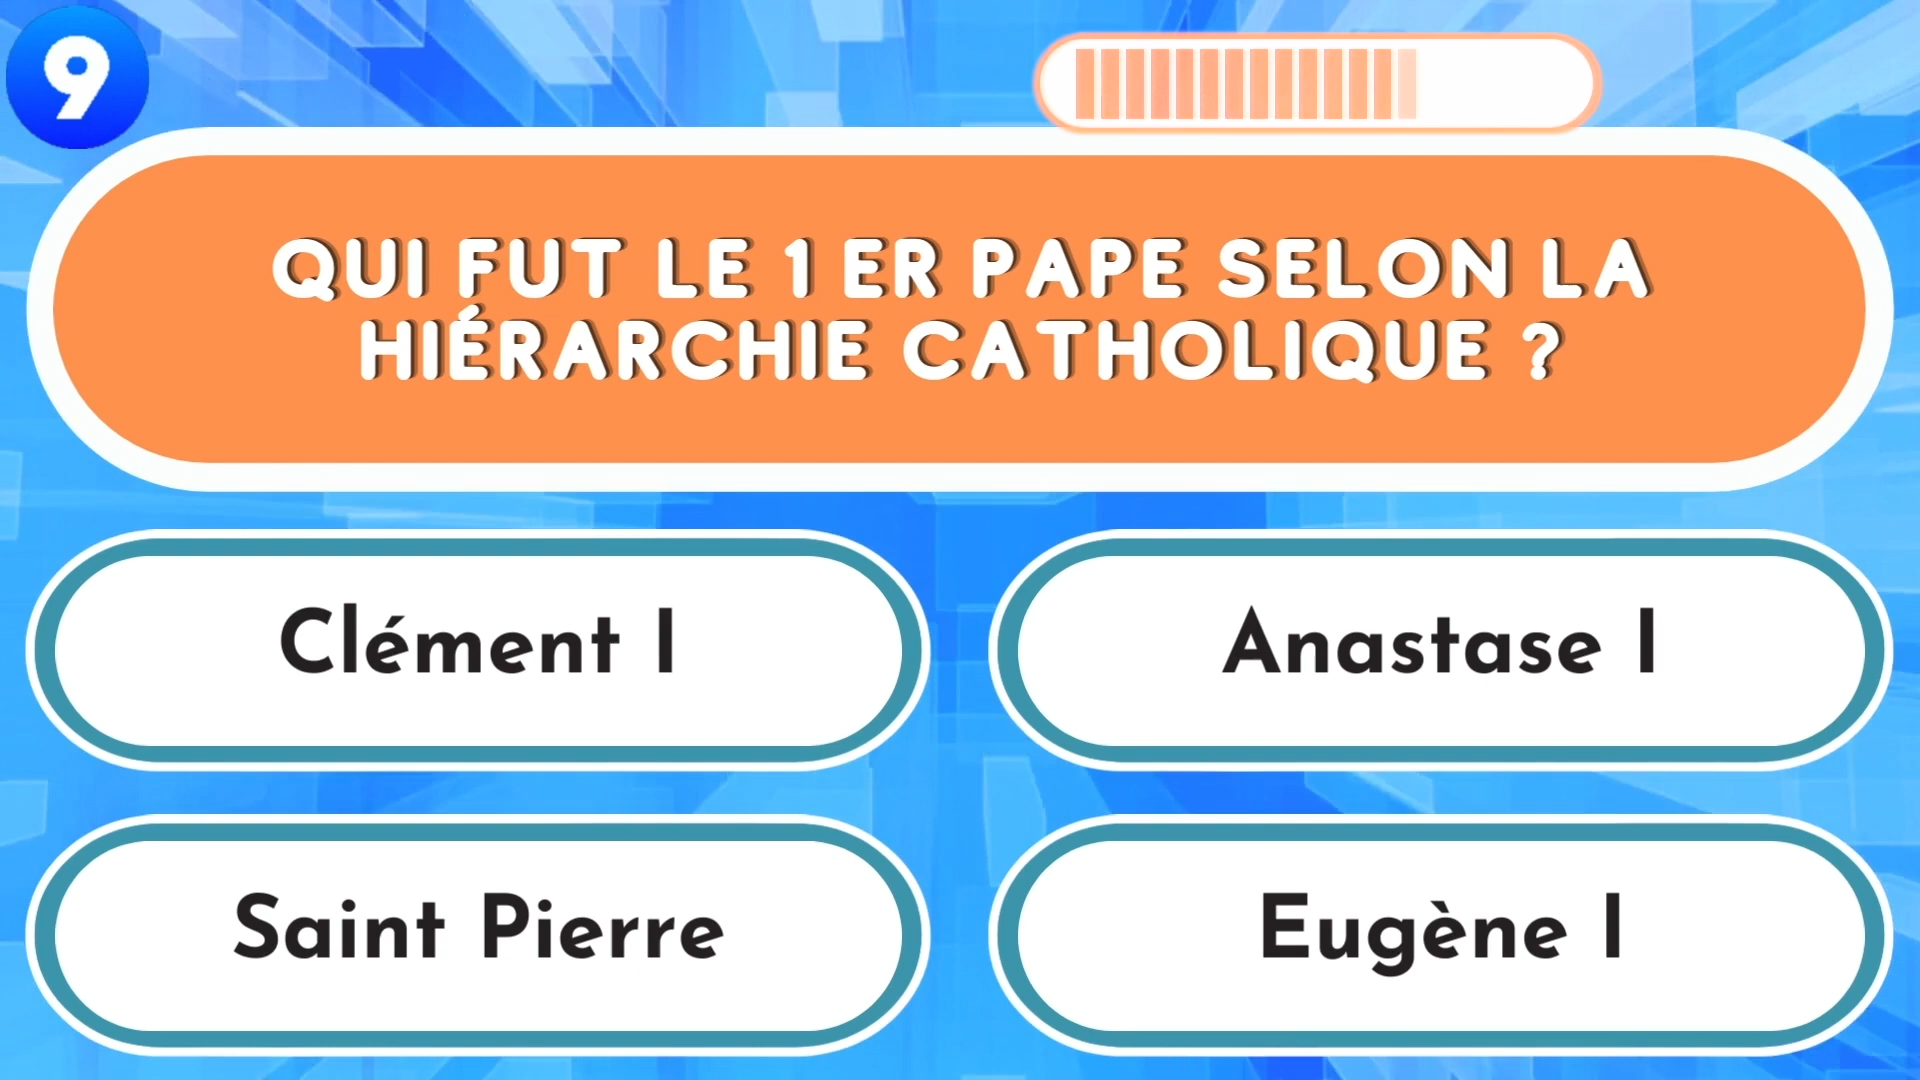 9
QUI FUT LE 1 ER PAPE SELON LA
HIÉRARCHIE CATHOLIQUE ?
Clément I
Anastase I
Saint Pierre
Eugène I